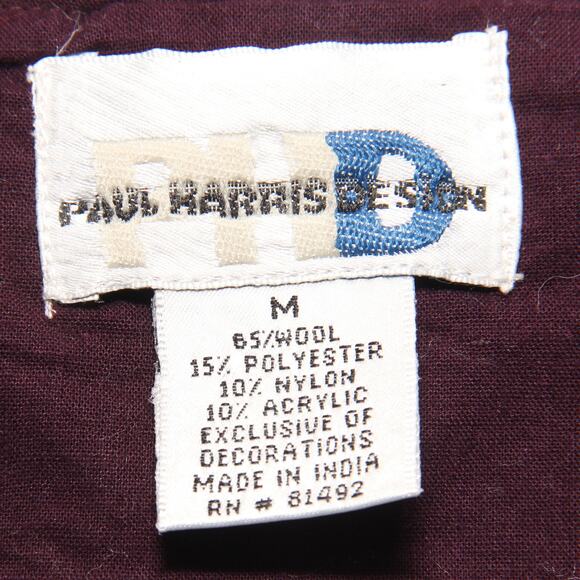 PHD
PAUL HARRIS DESIGN
M
65%WOOL
15% POLYESTER
10% NYLON
10% ACRYLIC
EXCLUSIVE OF
DECORATIONS
MADE IN INDIA
RN # 81492